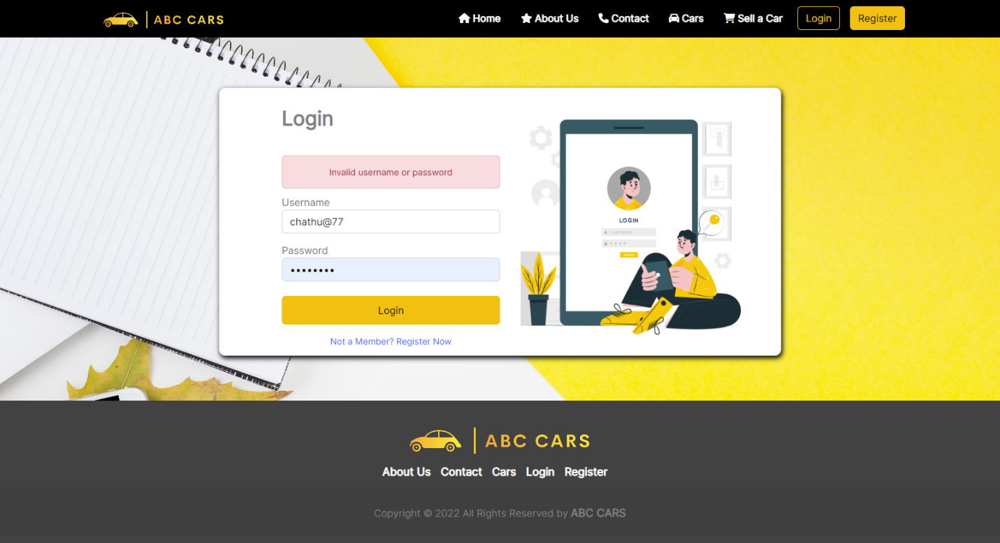 ABC CARS
Home About Us Contact Cars Sell a Car Login Register
Login
Invalid username or password
Username
chathu@77
Password
••••••••
Login
Not a Member? Register Now
LOGIN
Username
LOGIN
ABC CARS
About Us Contact Cars Login Register
Copyright © 2022 All Rights Reserved by ABC CARS